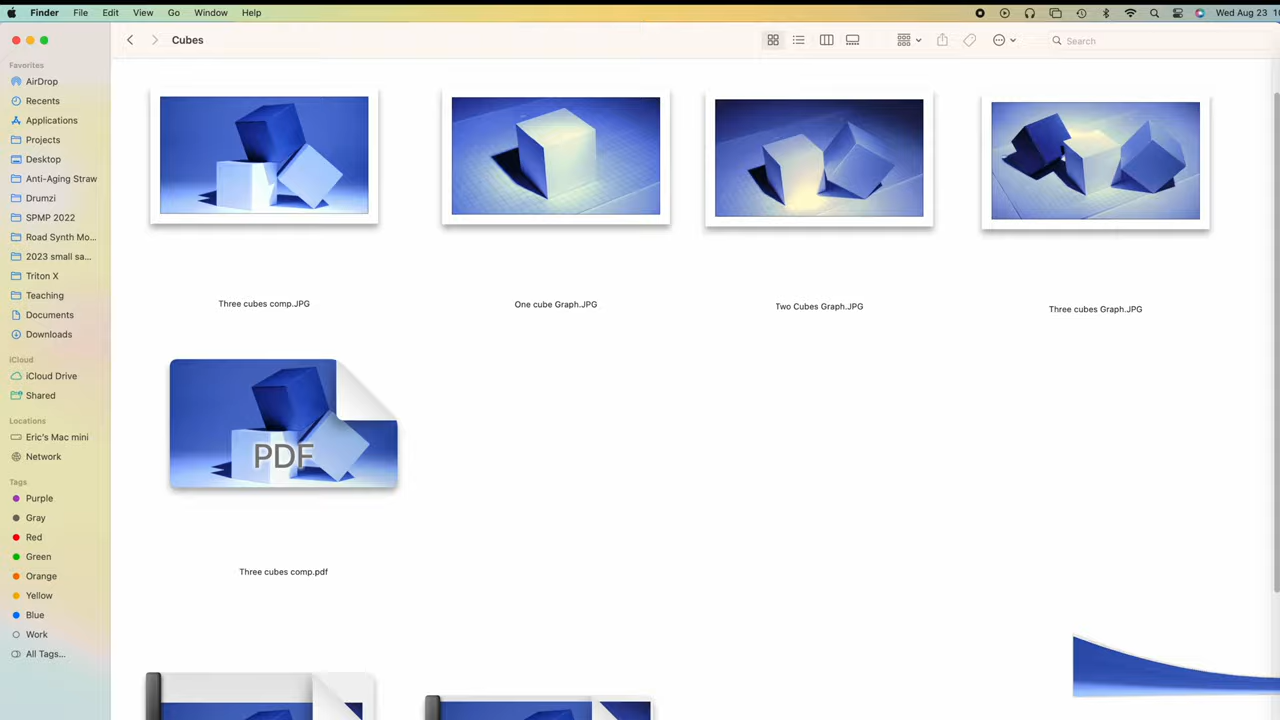 Finder File Edit View Go Window Help Wed Aug 23
Cubes
Search
Favorites
AirDrop
Recents
Applications
Projects
Desktop
Anti-Aging Straw
Drumzi
SPMP 2022
Road Synth Mo...
2023 small sa...
Triton X
Teaching
Documents
Downloads
iCloud
iCloud Drive
Shared
Locations
Eric's Mac mini
Network
Tags
Purple
Gray
Red
Green
Orange
Yellow
Blue
Work
All Tags...
Three cubes comp.JPG
One cube Graph.JPG
Two Cubes Graph.JPG
Three cubes Graph.JPG
PDF
Three cubes comp.pdf